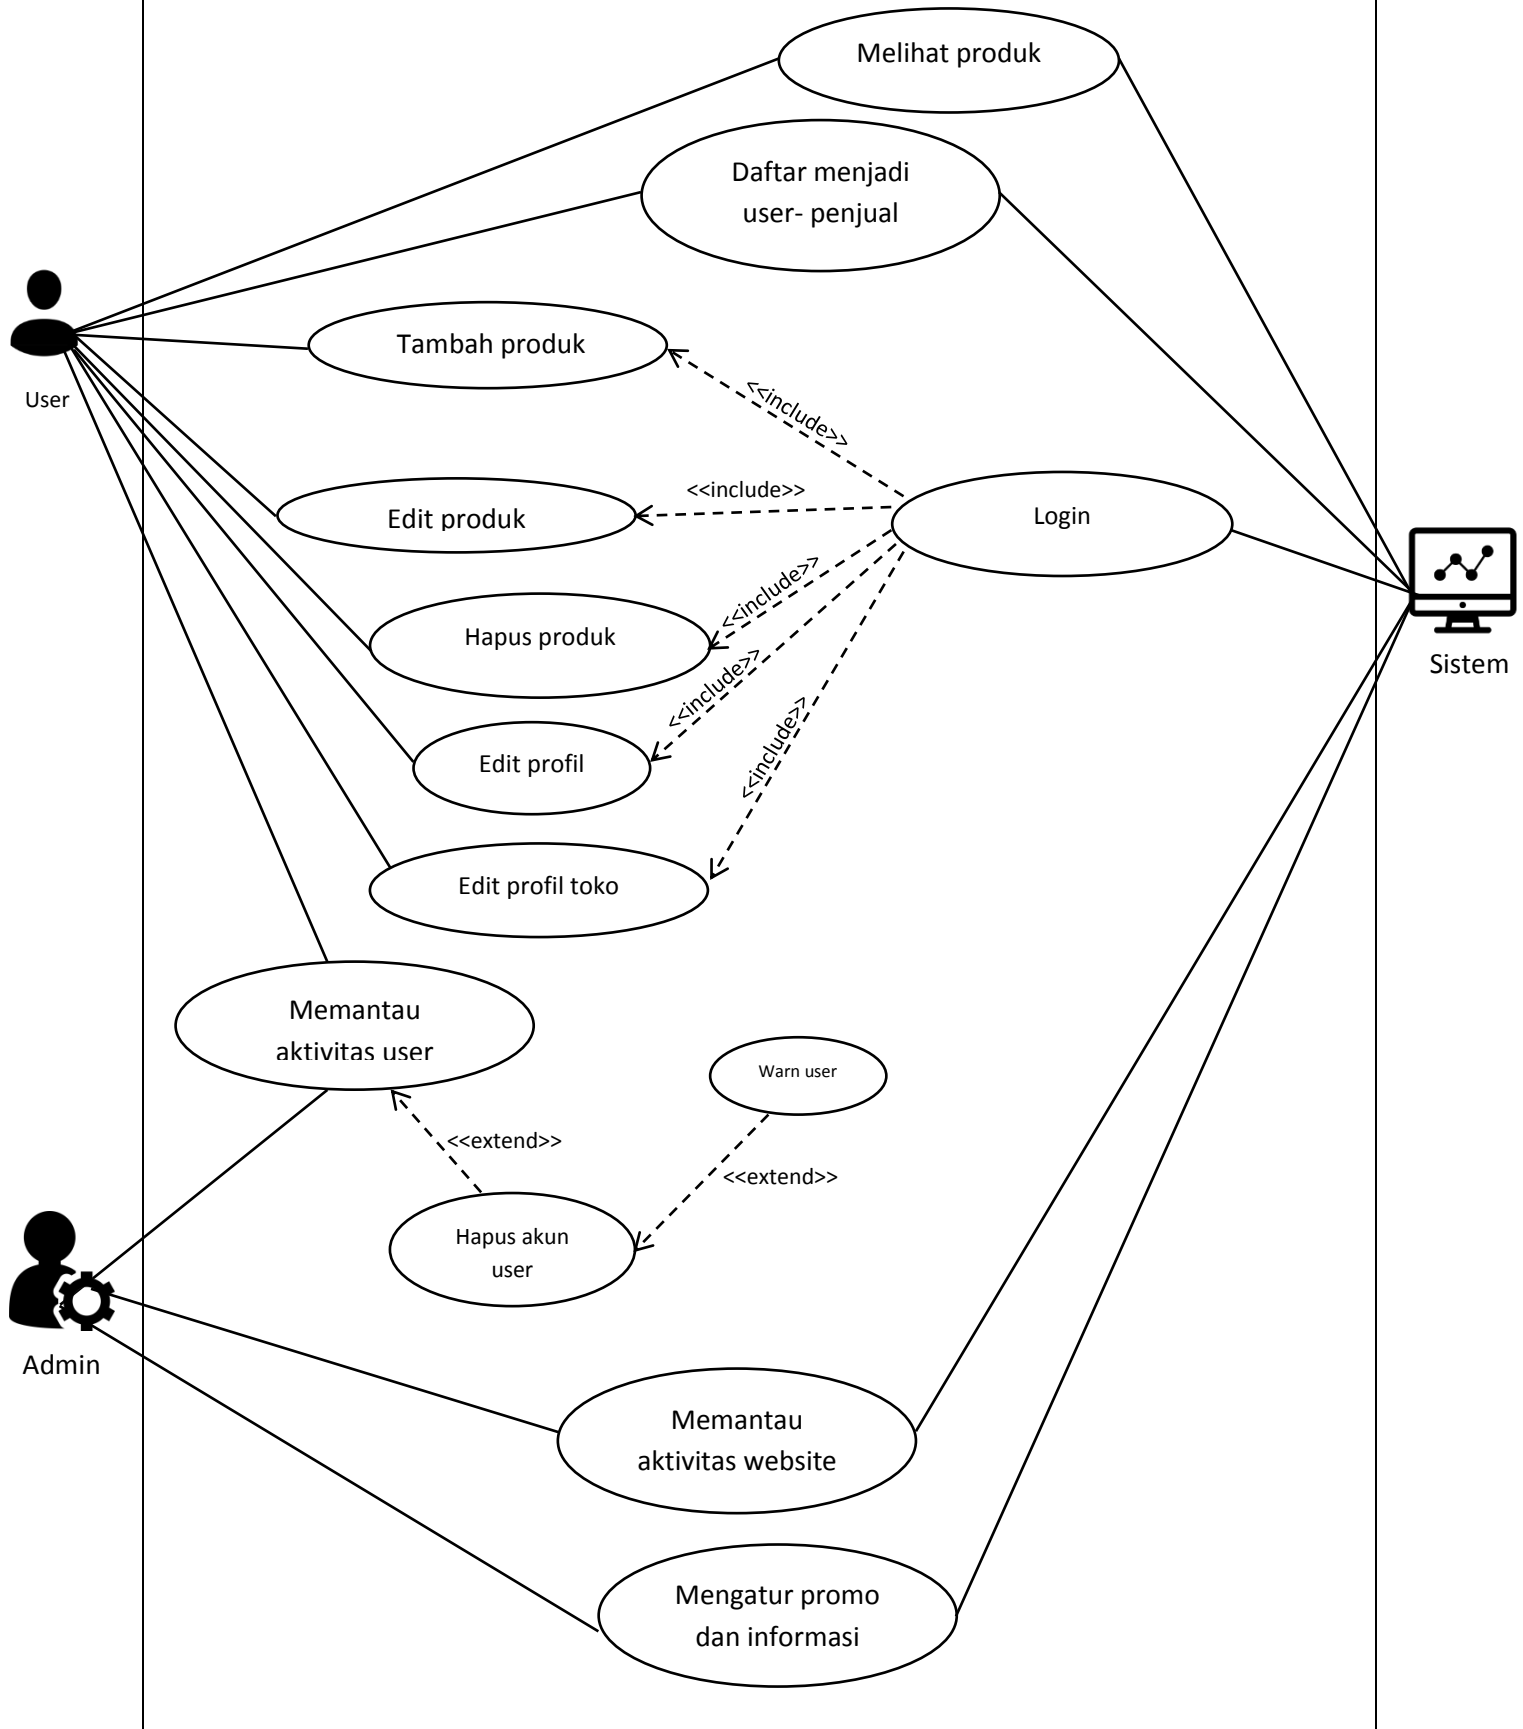 Melihat produk
Daftar menjadi
user- penjual
User
Tambah produk
<<include>>
Edit produk
<<include>>
Login
Hapus produk
<<include>>
Sistem
Edit profil
<<include>>
Edit profil toko
<<include>>
Memantau
aktivitas user
Warn user
<<extend>>
<<extend>>
Hapus akun
user
Admin
Memantau
aktivitas website
Mengatur promo
dan informasi